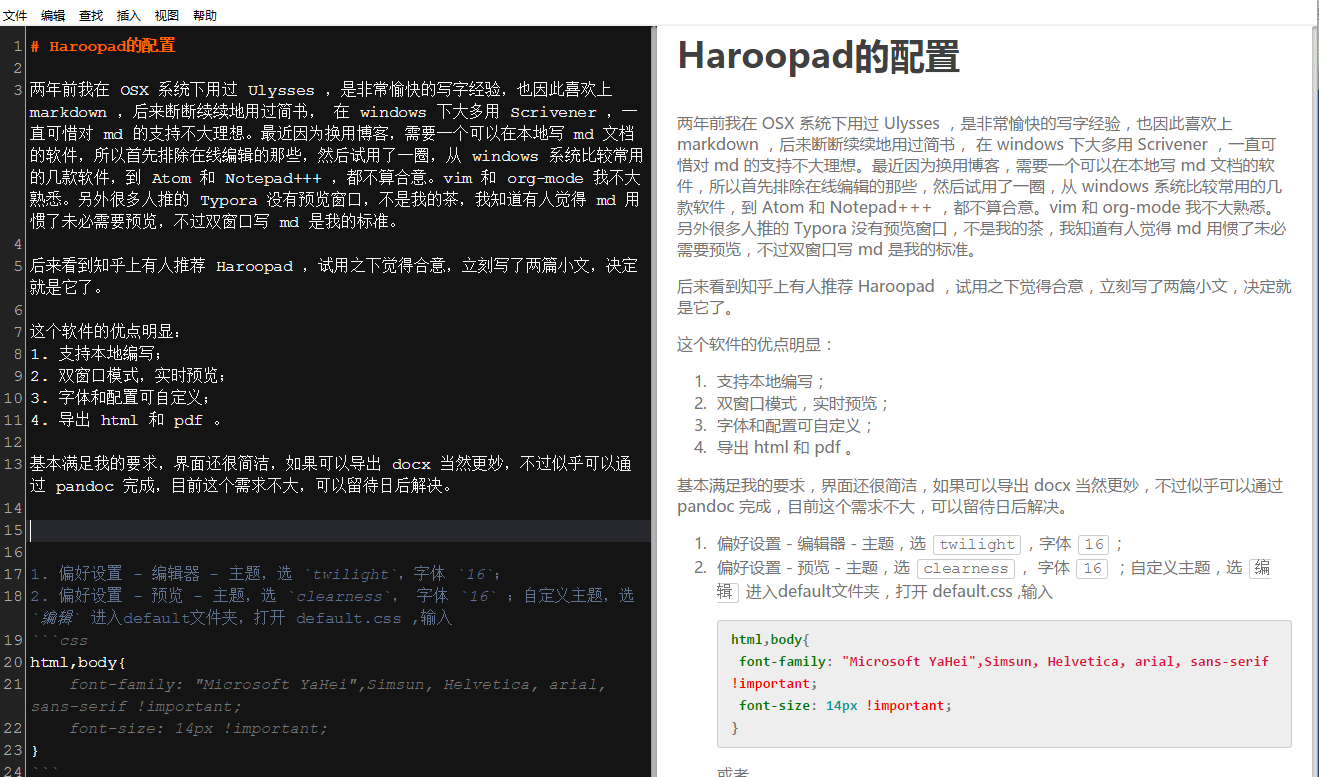 文件 编辑 查找 插入 视图 帮助
1 # Haroopad的配置
2
3 两年前我在 OSX 系统下用过 Ulysses ，是非常愉快的写字经验，也因此喜欢上
markdown ，后来断断续续地用过简书， 在 windows 下大多用 Scrivener ，一
直可惜对 md 的支持不大理想。最近因为换用博客，需要一个可以在本地写 md 文档
的软件，所以首先排除在线编辑的那些，然后试用了一圈，从 windows 系统比较常用
的几款软件，到 Atom 和 Notepad+++ ，都不算合意。vim 和 org-mode 我不大
熟悉。另外很多人推的 Typora 没有预览窗口，不是我的茶，我知道有人觉得 md 用
惯了未必需要预览，不过双窗口写 md 是我的标准。
4
5 后来看到知乎上有人推荐 Haroopad ，试用之下觉得合意，立刻写了两篇小文，决定
就是它了。
6
7 这个软件的优点明显：
8 1. 支持本地编写；
9 2. 双窗口模式，实时预览；
10 3. 字体和配置可自定义；
11 4. 导出 html 和 pdf 。
12
13 基本满足我的要求，界面还很简洁，如果可以导出 docx 当然更妙，不过似乎可以通
过 pandoc 完成，目前这个需求不大，可以留待日后解决。
14
15
16
17 1. 偏好设置 - 编辑器 - 主题，选 `twilight`，字体 `16`；
18 2. 偏好设置 - 预览 - 主题，选 `clearness`， 字体 `16` ；自定义主题，选
`编辑` 进入default文件夹，打开 default.css ,输入
19 ```css
20 html,body{
21 font-family: "Microsoft YaHei",Simsun, Helvetica, arial,
sans-serif !important;
22 font-size: 14px !important;
23 }
24 ```
Haroopad的配置
两年前我在 OSX 系统下用过 Ulysses ，是非常愉快的写字经验，也因此喜欢上
markdown ，后来断断续续地用过简书， 在 windows 下大多用 Scrivener ，一直可
惜对 md 的支持不大理想。最近因为换用博客，需要一个可以在本地写 md 文档的软
件，所以首先排除在线编辑的那些，然后试用了一圈，从 windows 系统比较常用的几
款软件，到 Atom 和 Notepad+++ ，都不算合意。vim 和 org-mode 我不大熟悉。
另外很多人推的 Typora 没有预览窗口，不是我的茶，我知道有人觉得 md 用惯了未必
需要预览，不过双窗口写 md 是我的标准。
后来看到知乎上有人推荐 Haroopad ，试用之下觉得合意，立刻写了两篇小文，决定就
是它了。
这个软件的优点明显：
1. 支持本地编写；
2. 双窗口模式，实时预览；
3. 字体和配置可自定义；
4. 导出 html 和 pdf 。
基本满足我的要求，界面还很简洁，如果可以导出 docx 当然更妙，不过似乎可以通过
pandoc 完成，目前这个需求不大，可以留待日后解决。
1. 偏好设置 - 编辑器 - 主题，选 twilight ，字体 16 ；
2. 偏好设置 - 预览 - 主题，选 clearness ， 字体 16 ；自定义主题，选 编
辑 进入default文件夹，打开 default.css ,输入
html,body{
font-family: "Microsoft YaHei",Simsun, Helvetica, arial, sans-serif
!important;
font-size: 14px !important;
}
或者